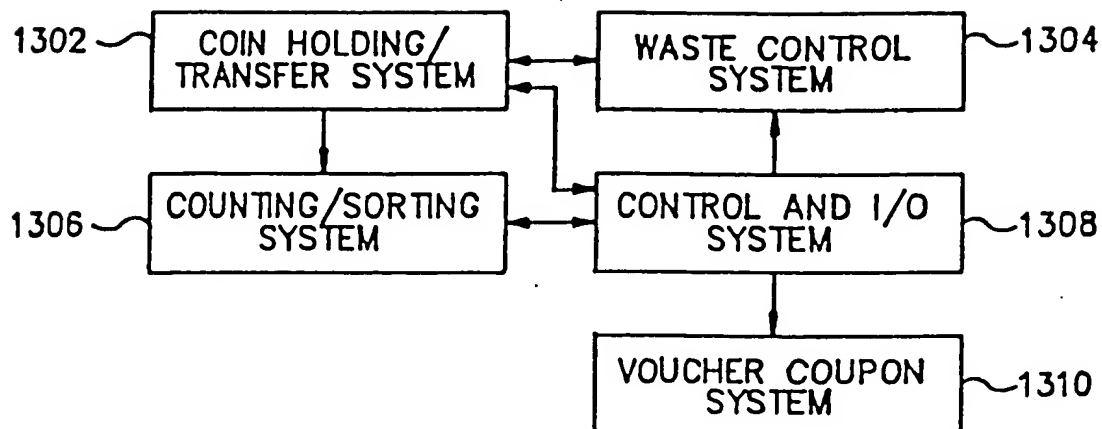 1302
COIN HOLDING/
TRANSFER SYSTEM
WASTE CONTROL
SYSTEM
1304
1306
COUNTING/SORTING
SYSTEM
CONTROL AND I/O
SYSTEM
1308
VOUCHER COUPON
SYSTEM
1310